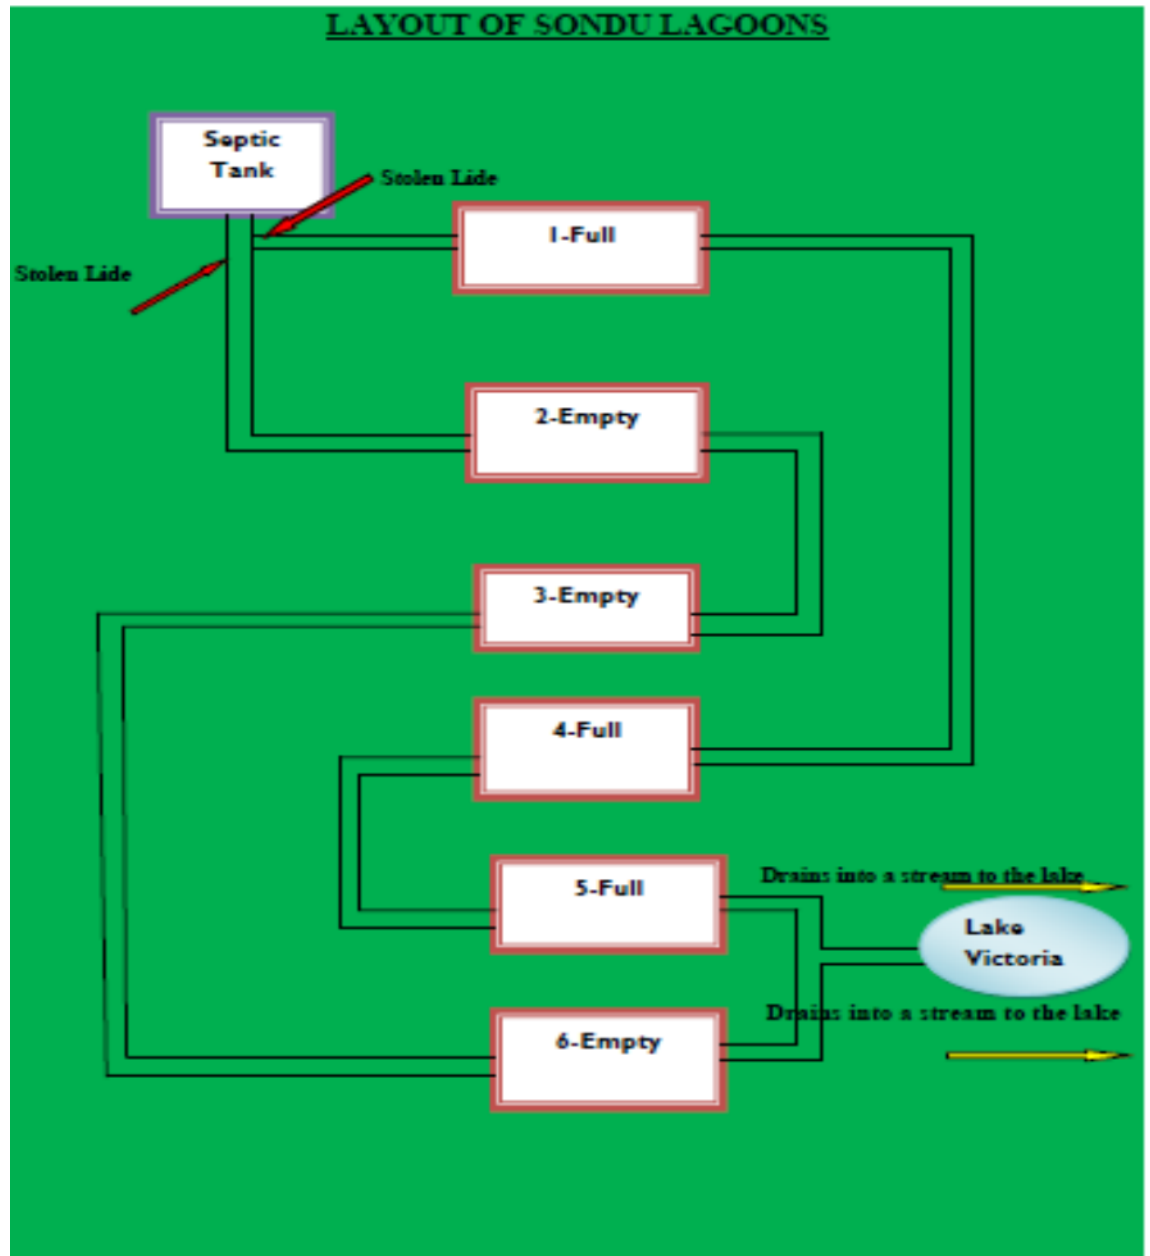 LAYOUT OF SONDU LAGOONS
Septic
Tank
Stolen Lide
1-Full
Stolen Lide
2-Empty
3-Empty
4-Full
5-Full
Drains into a stream to the lake
Lake
Victoria
Drains into a stream to the lake
6-Empty